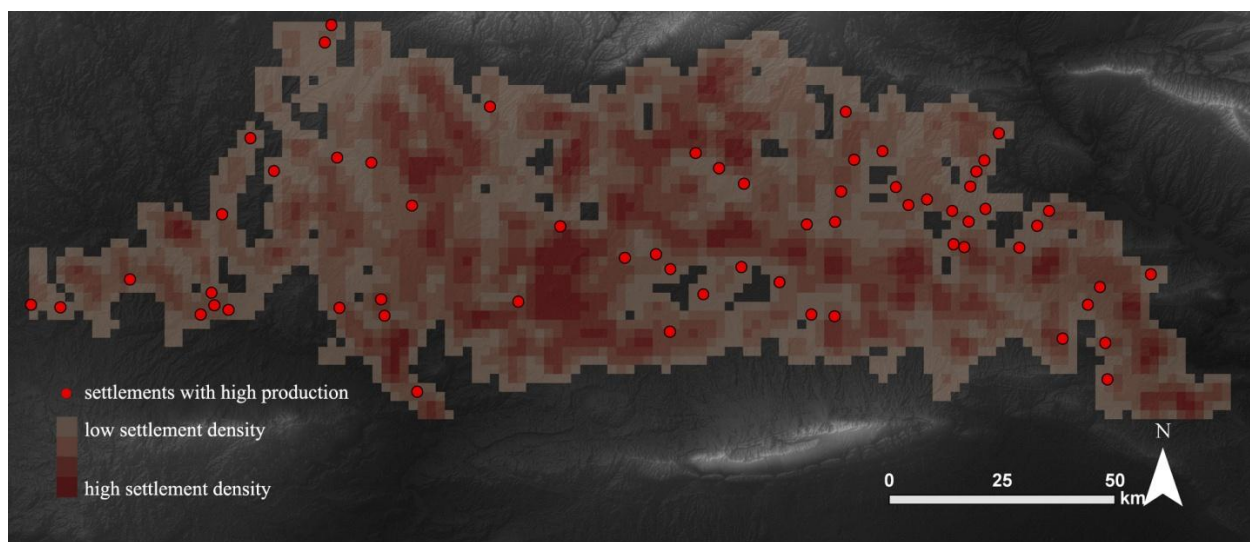 settlements with high production
low settlement density
high settlement density
N
0 25 50
km